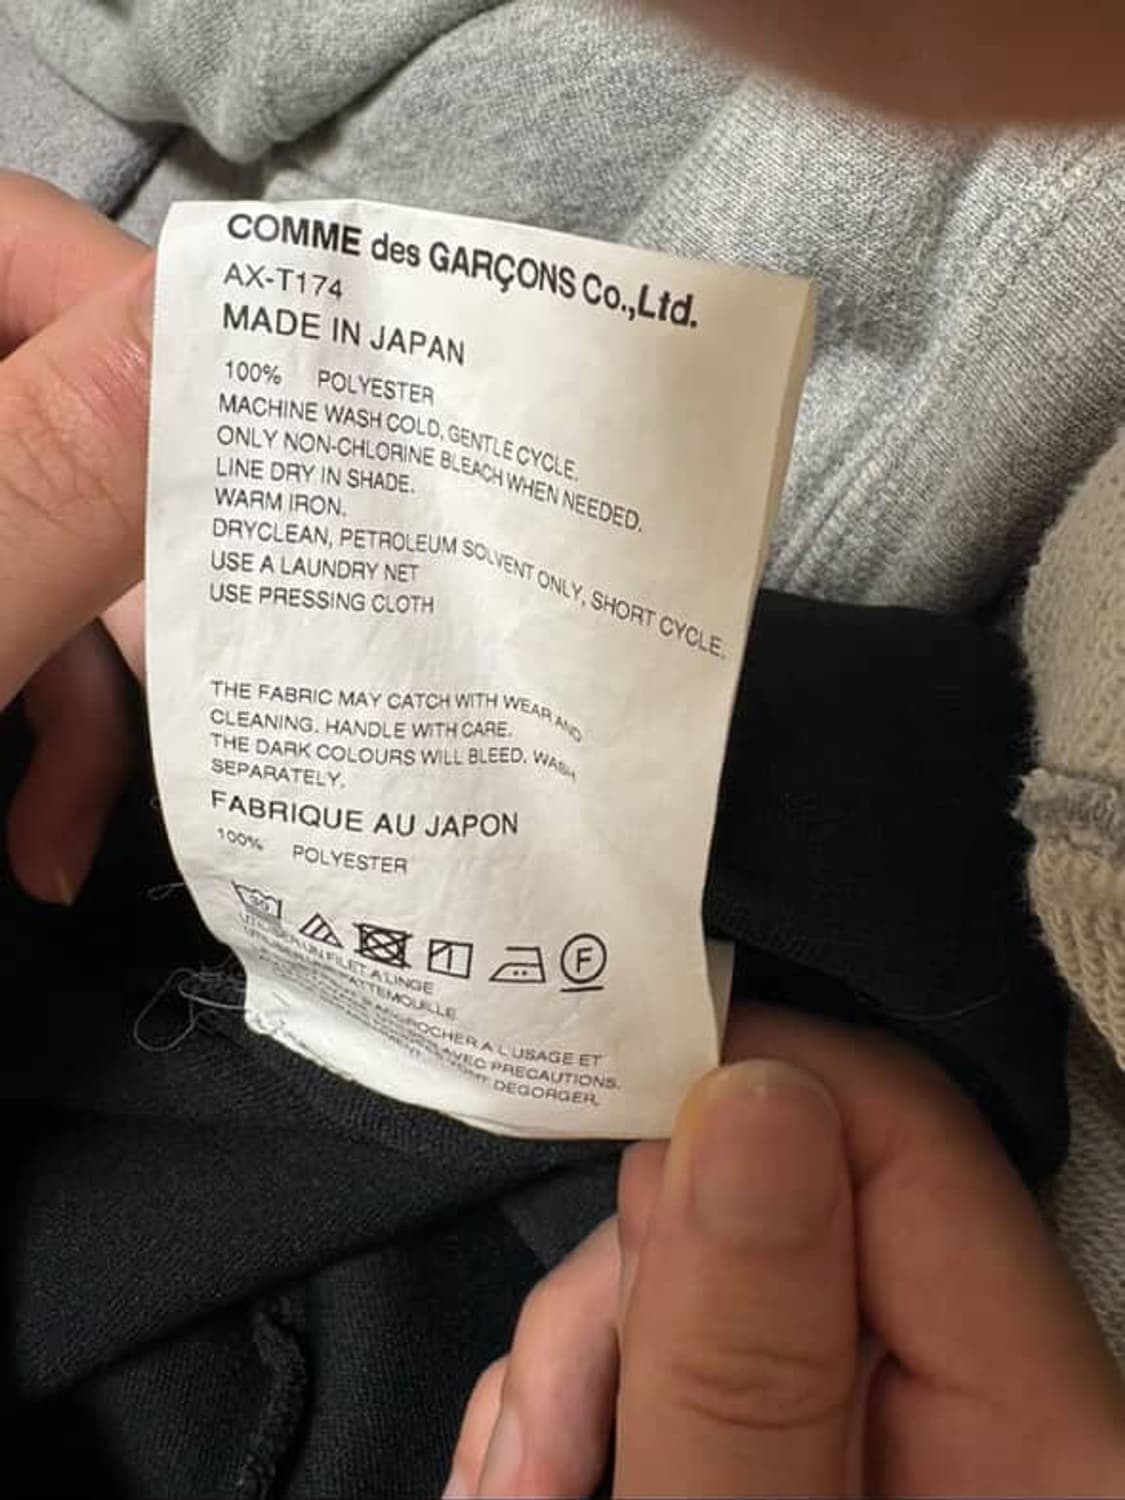 COMME des GARÇONS Co.,Ltd.
AX-T174
MADE IN JAPAN
100% POLYESTER
MACHINE WASH COLD, GENTLE CYCLE.
ONLY NON-CHLORINE BLEACH WHEN NEEDED.
LINE DRY IN SHADE.
WARM IRON.
DRYCLEAN, PETROLEUM SOLVENT ONLY, SHORT CYCLE.
USE A LAUNDRY NET
USE PRESSING CLOTH
THE FABRIC MAY CATCH WITH WEAR AND
CLEANING. HANDLE WITH CARE.
THE DARK COLOURS WILL BLEED. WASH
SEPARATELY.
FABRIQUE AU JAPON
100% POLYESTER
30 F
UTILISER UN FILET A LINGE
PATTEMOUILLE
ACCROCHER A L USAGE ET
AVEC PRECAUTIONS.
DEGORGER.